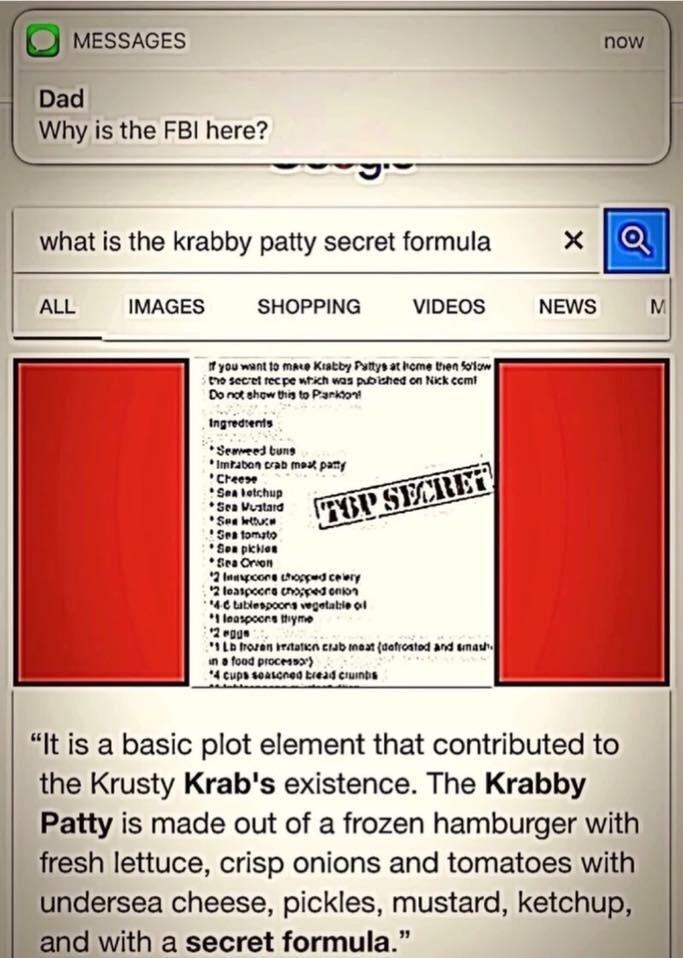 MESSAGES
now
Dad
Why is the FBI here?
what is the krabby patty secret formula
ALL IMAGES SHOPPING VIDEOS NEWS M
If you want to make Krabby Pattys at home then follow
the secret recipe which was published on Nick com!
Do not show this to Plankton!
Ingredients
* Seaweed buns
* Imitation crab meat patty
* Cheese
* Sea ketchup
* Sea Mustard
* Sea lettuce
* Sea tomato
* Sea pickles
* Sea Onion
TOP SECRET
*2 teaspoons chopped celery
*2 teaspoons chopped onion
*4-6 tablespoons vegetable oil
*1 teaspoons thyme
*2 eggs
*1 Lb frozen imitation crab meat (defrosted and smash
in a food processor)
*4 cups seasoned bread crumbs
“It is a basic plot element that contributed to
the Krusty Krab's existence. The Krabby
Patty is made out of a frozen hamburger with
fresh lettuce, crisp onions and tomatoes with
undersea cheese, pickles, mustard, ketchup,
and with a secret formula.”